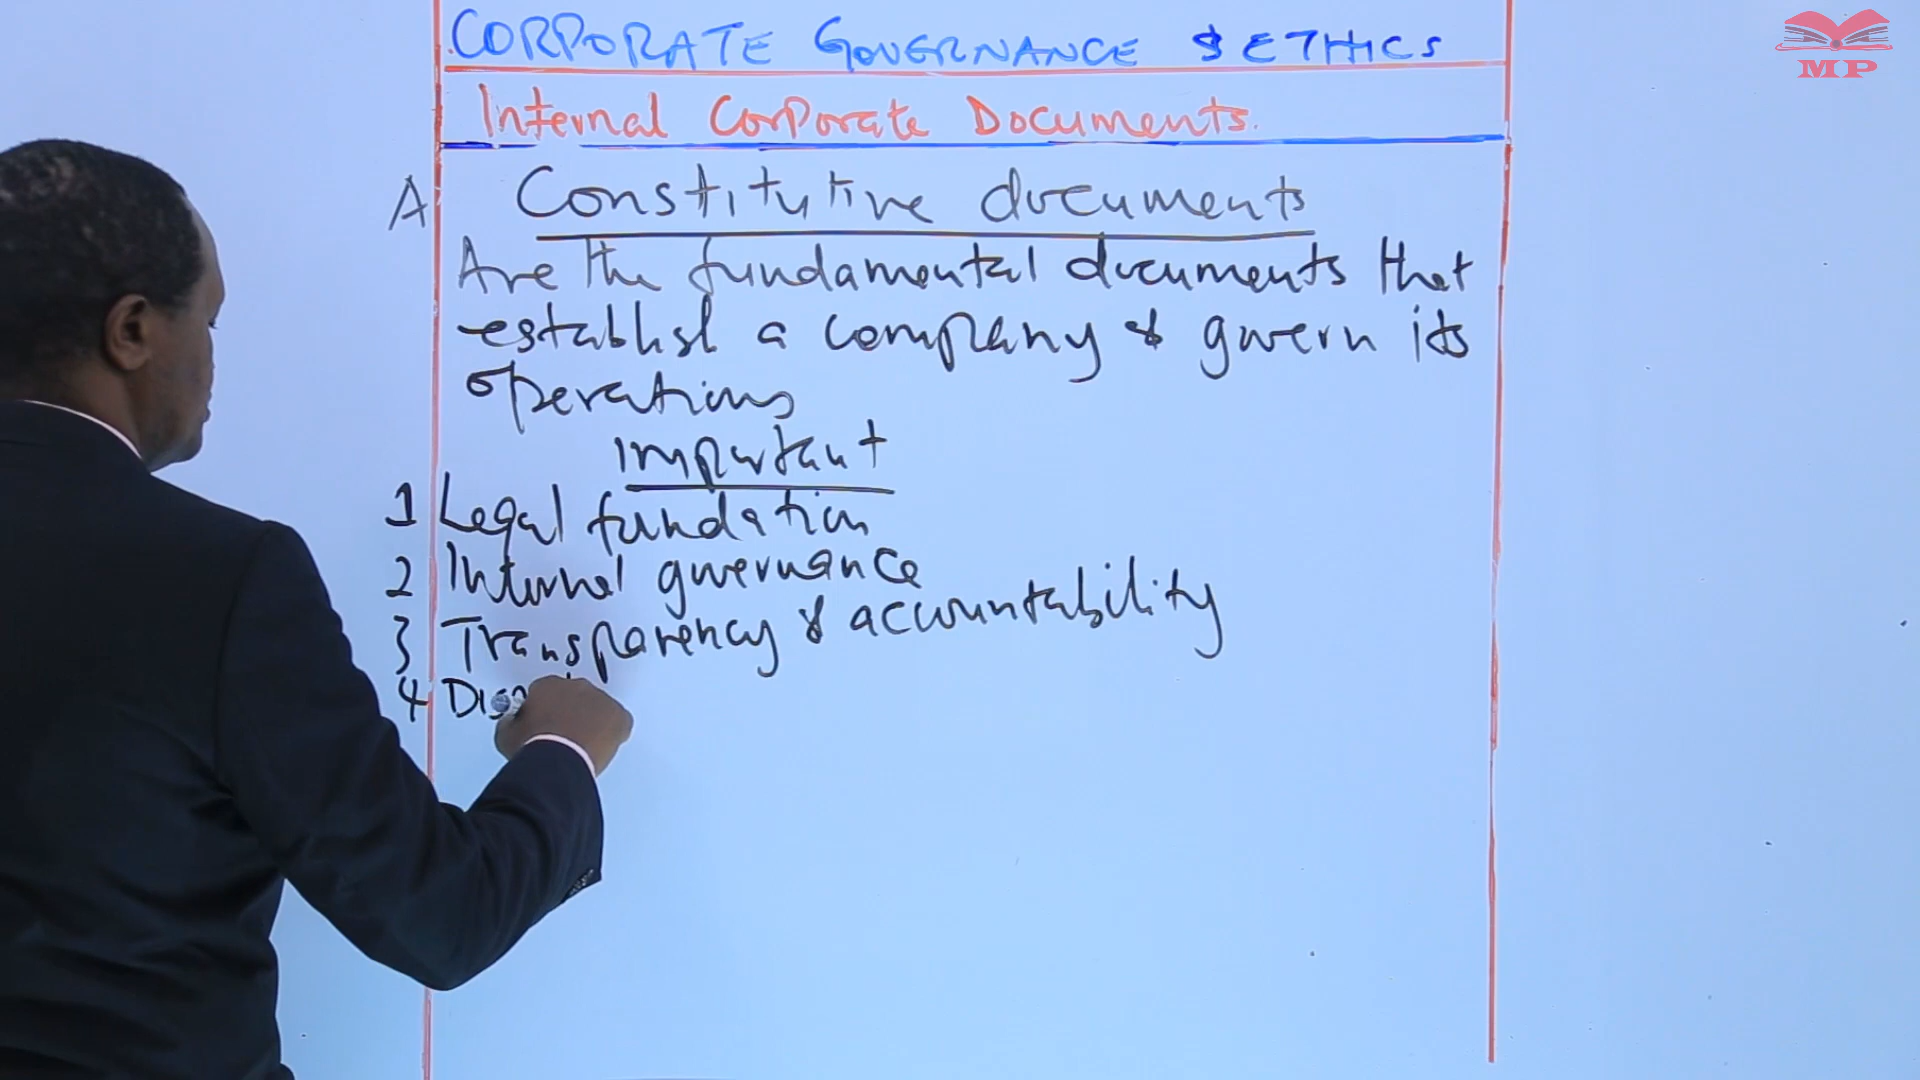 CORPORATE GOVERNANCE & ETHICS
MP
Internal Corporate Documents.
A Constitutive documents
Are the fundamental documents that
establish a company & govern its
operations
important
1 Legal fundation
2 Internal governance
3 Transparency & accountability
4